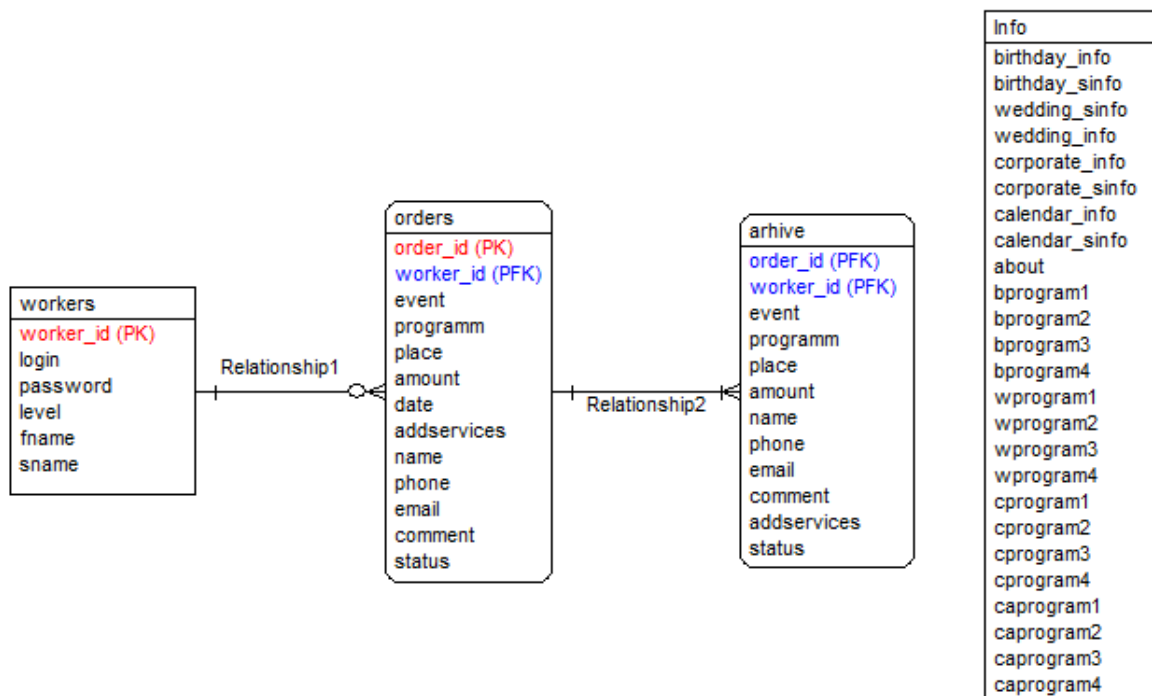 workers
worker_id (PK)
login
password
level
fname
sname
Relationship1
orders
order_id (PK)
worker_id (PFK)
event
programm
place
amount
date
addservices
name
phone
email
comment
status
Relationship2
arhive
order_id (PFK)
worker_id (PFK)
event
programm
place
amount
name
phone
email
comment
addservices
status
Info
birthday_info
birthday_sinfo
wedding_sinfo
wedding_info
corporate_info
corporate_sinfo
calendar_info
calendar_sinfo
about
bprogram1
bprogram2
bprogram3
bprogram4
wprogram1
wprogram2
wprogram3
wprogram4
cprogram1
cprogram2
cprogram3
cprogram4
caprogram1
caprogram2
caprogram3
caprogram4